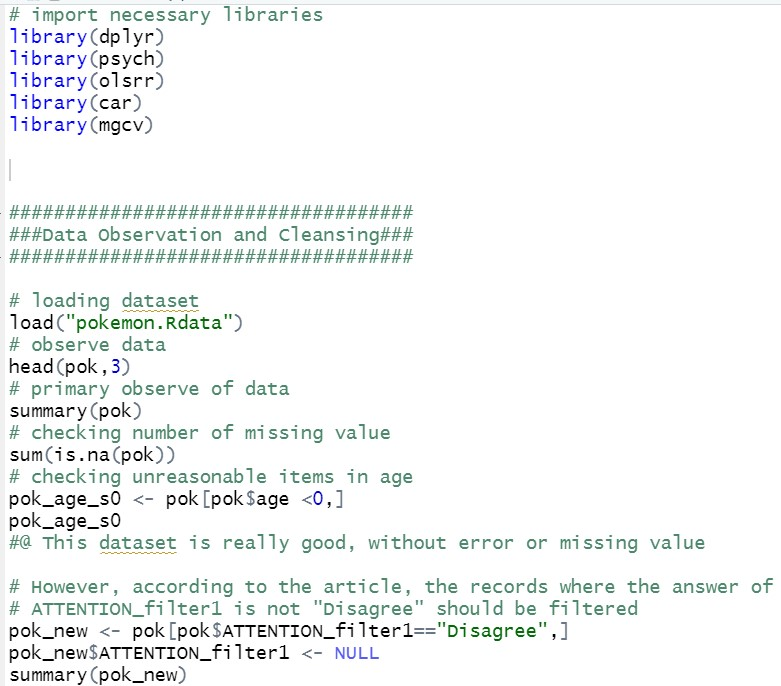 # import necessary libraries
library(dplyr)
library(psych)
library(olsrr)
library(car)
library(mgcv)
####################################
###Data Observation and Cleansing###
####################################
# loading dataset
load("pokemon.Rdata")
# observe data
head(pok,3)
# primary observe of data
summary(pok)
# checking number of missing value
sum(is.na(pok))
# checking unreasonable items in age
pok_age_s0 <- pok[pok$age <0,]
pok_age_s0
#@ This dataset is really good, without error or missing value
# However, according to the article, the records where the answer of
# ATTENTION_filter1 is not "Disagree" should be filtered
pok_new <- pok[pok$ATTENTION_filter1=="Disagree",]
pok_new$ATTENTION_filter1 <- NULL
summary(pok_new)